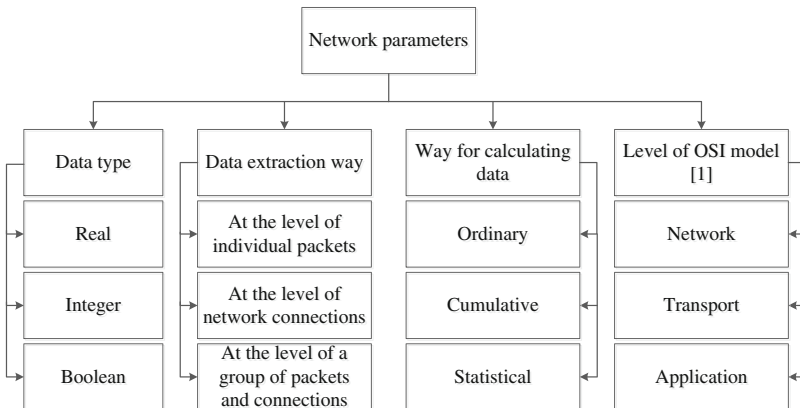 Network parameters
Data type
Data extraction way
Way for calculating
data
Level of OSI model
[1]
Real
At the level of
individual packets
Ordinary
Network
Integer
At the level of
network connections
Cumulative
Transport
Boolean
At the level of a
group of packets
and connections
Statistical
Application